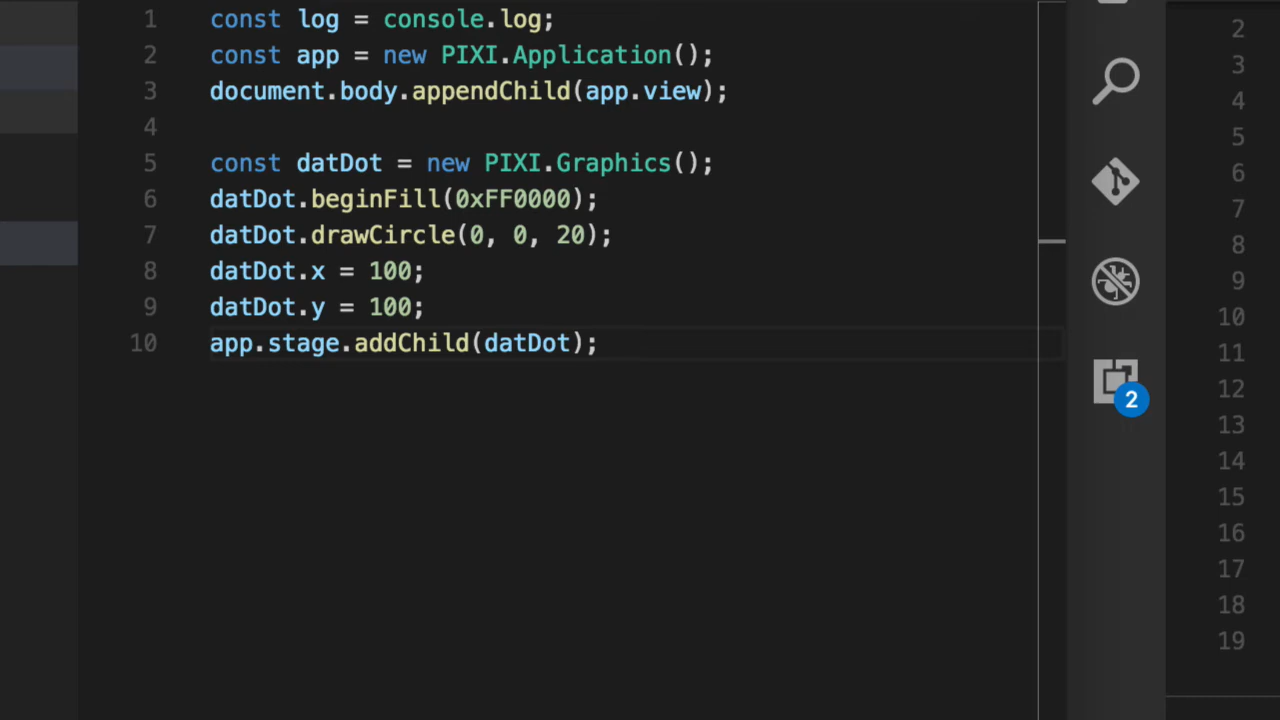 1 const log = console.log;
2 const app = new PIXI.Application();
3 document.body.appendChild(app.view);
4
5 const datDot = new PIXI.Graphics();
6 datDot.beginFill(0xFF0000);
7 datDot.drawCircle(0, 0, 20);
8 datDot.x = 100;
9 datDot.y = 100;
10 app.stage.addChild(datDot);
2
2
3
4
5
6
7
8
9
10
11
12
13
14
15
16
17
18
19